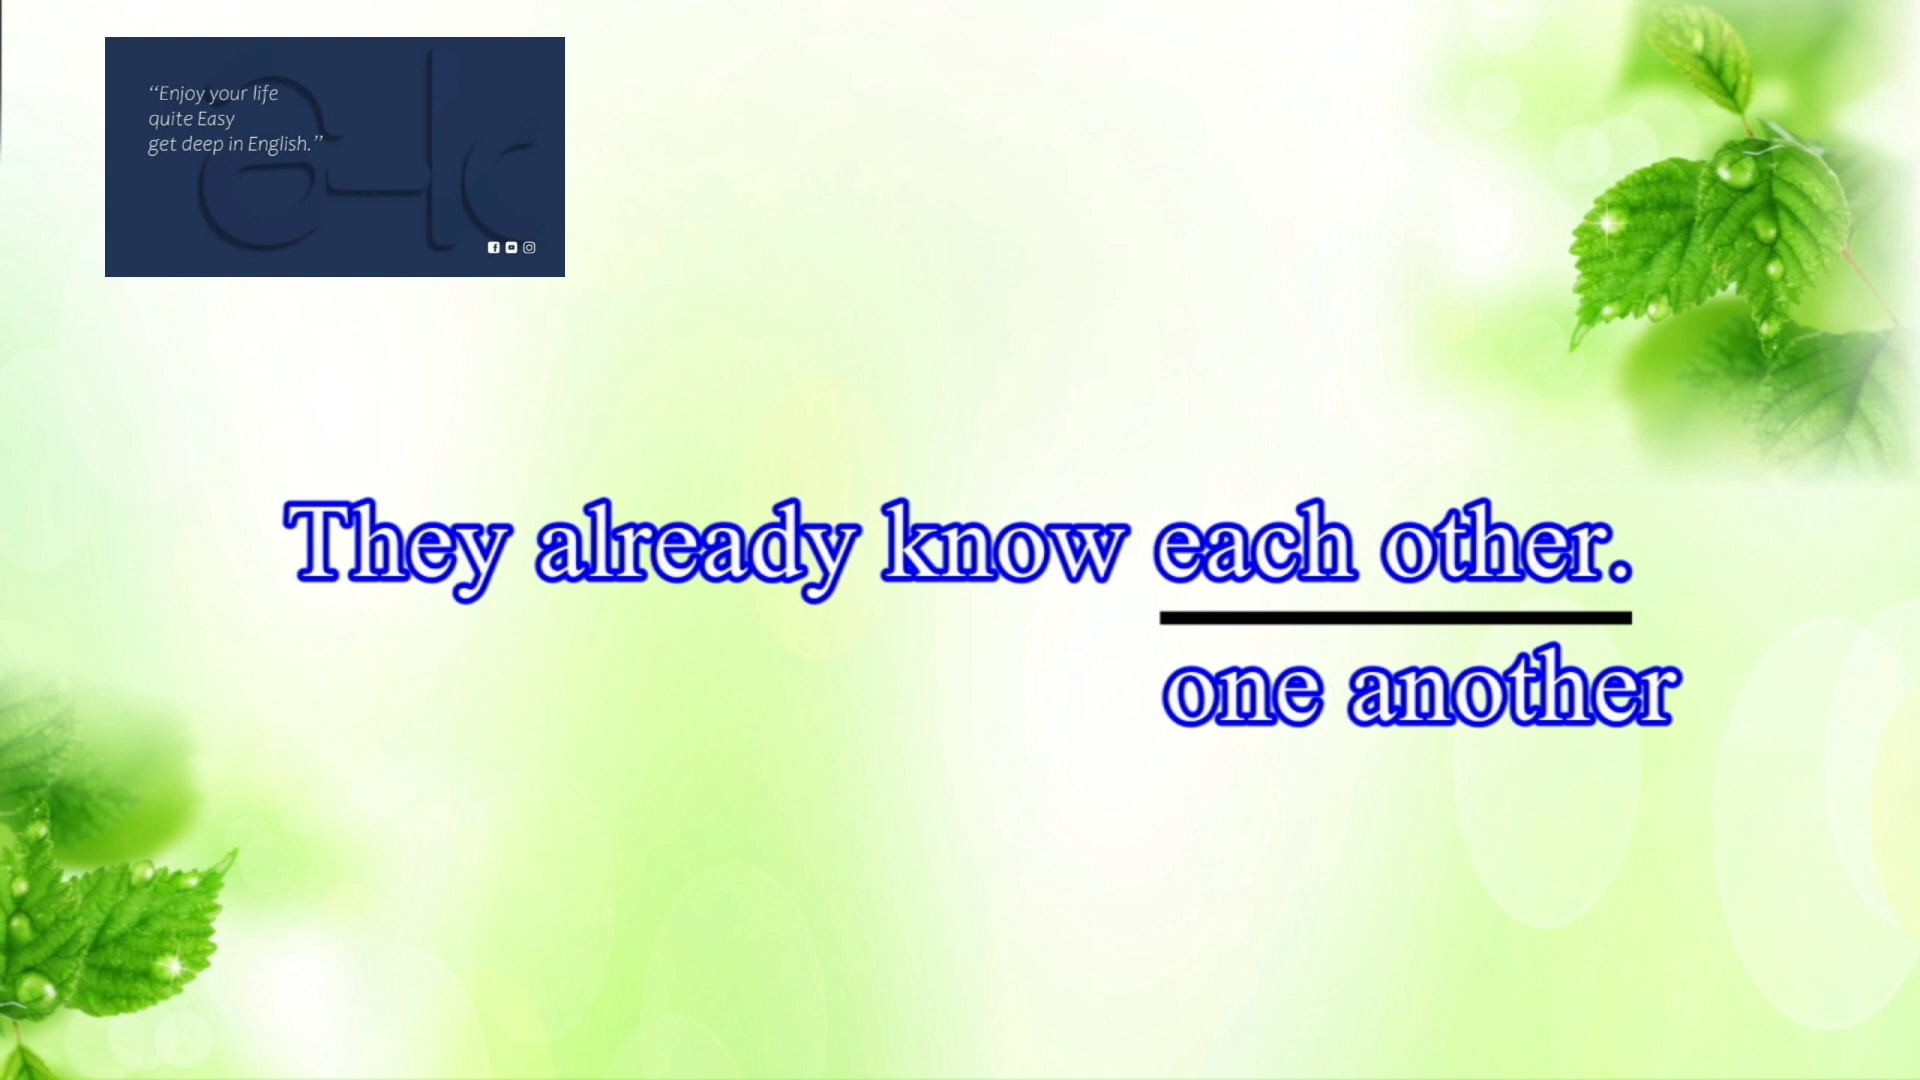 “Enjoy your life
quite Easy
get deep in English.”
They already know each other.
one another